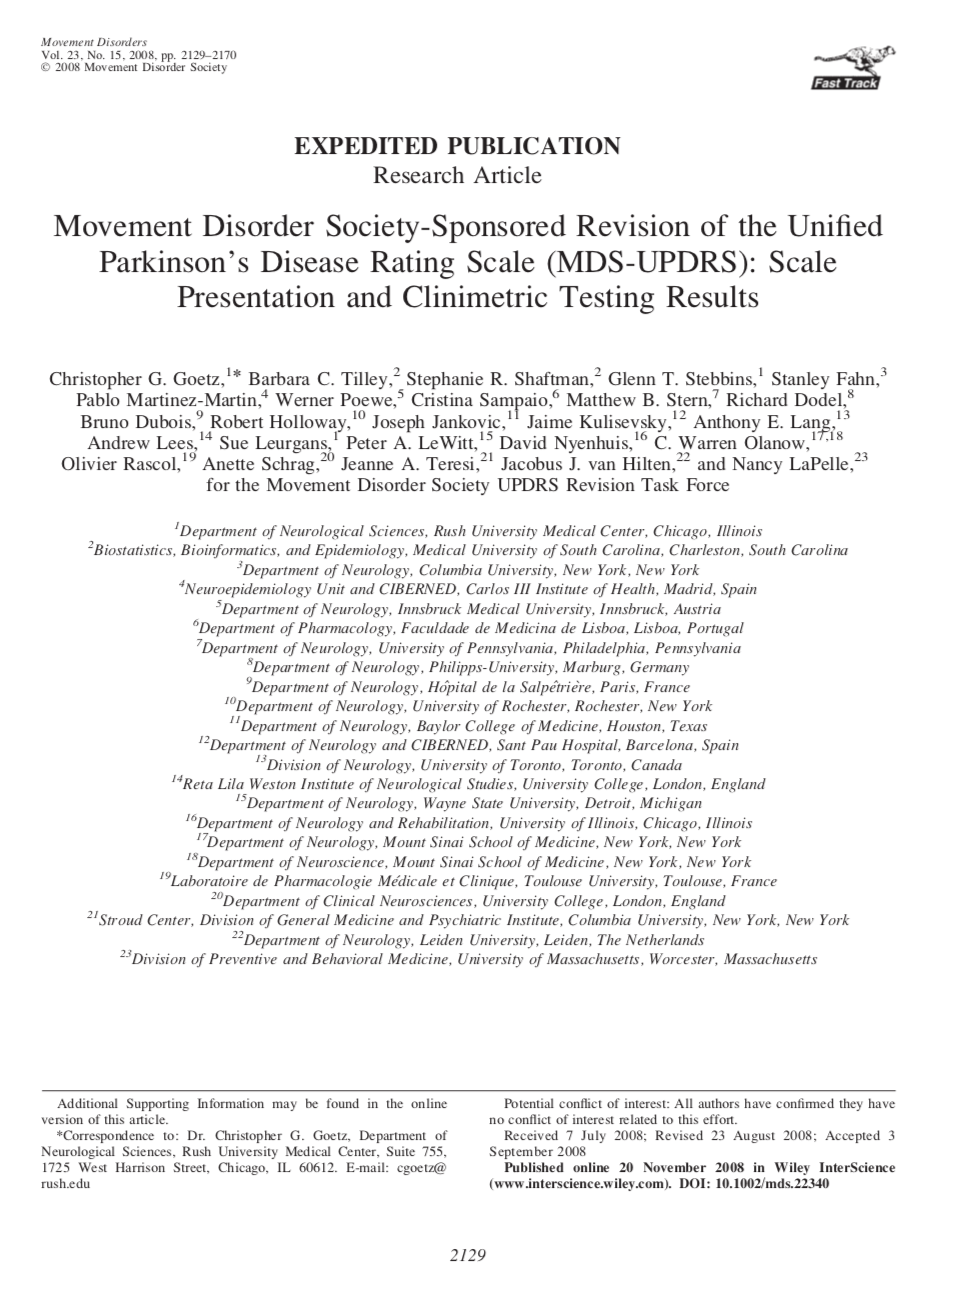 Movement Disorders
Vol. 23, No. 15, 2008, pp. 2129–2170
© 2008 Movement Disorder Society
Fast Track
EXPEDITED PUBLICATION
Research Article
Movement Disorder Society-Sponsored Revision of the Unified
Parkinson’s Disease Rating Scale (MDS-UPDRS): Scale
Presentation and Clinimetric Testing Results
Christopher G. Goetz,1* Barbara C. Tilley,2 Stephanie R. Shaftman,2 Glenn T. Stebbins,1 Stanley Fahn,3
Pablo Martinez-Martin,4 Werner Poewe,5 Cristina Sampaio,6 Matthew B. Stern,7 Richard Dodel,8
Bruno Dubois,9 Robert Holloway,10 Joseph Jankovic,11 Jaime Kulisevsky,12 Anthony E. Lang,13
Andrew Lees,14 Sue Leurgans,1 Peter A. LeWitt,15 David Nyenhuis,16 C. Warren Olanow,17,18
Olivier Rascol,19 Anette Schrag,20 Jeanne A. Teresi,21 Jacobus J. van Hilten,22 and Nancy LaPelle,23
for the Movement Disorder Society UPDRS Revision Task Force
1Department of Neurological Sciences, Rush University Medical Center, Chicago, Illinois
2Biostatistics, Bioinformatics, and Epidemiology, Medical University of South Carolina, Charleston, South Carolina
3Department of Neurology, Columbia University, New York, New York
4Neuroepidemiology Unit and CIBERNED, Carlos III Institute of Health, Madrid, Spain
5Department of Neurology, Innsbruck Medical University, Innsbruck, Austria
6Department of Pharmacology, Faculdade de Medicina de Lisboa, Lisboa, Portugal
7Department of Neurology, University of Pennsylvania, Philadelphia, Pennsylvania
8Department of Neurology, Philipps-University, Marburg, Germany
9Department of Neurology, Hôpital de la Salpêtrière, Paris, France
10Department of Neurology, University of Rochester, Rochester, New York
11Department of Neurology, Baylor College of Medicine, Houston, Texas
12Department of Neurology and CIBERNED, Sant Pau Hospital, Barcelona, Spain
13Division of Neurology, University of Toronto, Toronto, Canada
14Reta Lila Weston Institute of Neurological Studies, University College, London, England
15Department of Neurology, Wayne State University, Detroit, Michigan
16Department of Neurology and Rehabilitation, University of Illinois, Chicago, Illinois
17Department of Neurology, Mount Sinai School of Medicine, New York, New York
18Department of Neuroscience, Mount Sinai School of Medicine, New York, New York
19Laboratoire de Pharmacologie Médicale et Clinique, Toulouse University, Toulouse, France
20Department of Clinical Neurosciences, University College, London, England
21Stroud Center, Division of General Medicine and Psychiatric Institute, Columbia University, New York, New York
22Department of Neurology, Leiden University, Leiden, The Netherlands
23Division of Preventive and Behavioral Medicine, University of Massachusetts, Worcester, Massachusetts
Additional Supporting Information may be found in the online
version of this article.
*Correspondence to: Dr. Christopher G. Goetz, Department of
Neurological Sciences, Rush University Medical Center, Suite 755,
1725 West Harrison Street, Chicago, IL 60612. E-mail: cgoetz@
rush.edu
Potential conflict of interest: All authors have confirmed they have
no conflict of interest related to this effort.
Received 7 July 2008; Revised 23 August 2008; Accepted 3
September 2008
Published online 20 November 2008 in Wiley InterScience
(www.interscience.wiley.com). DOI: 10.1002/mds.22340
2129